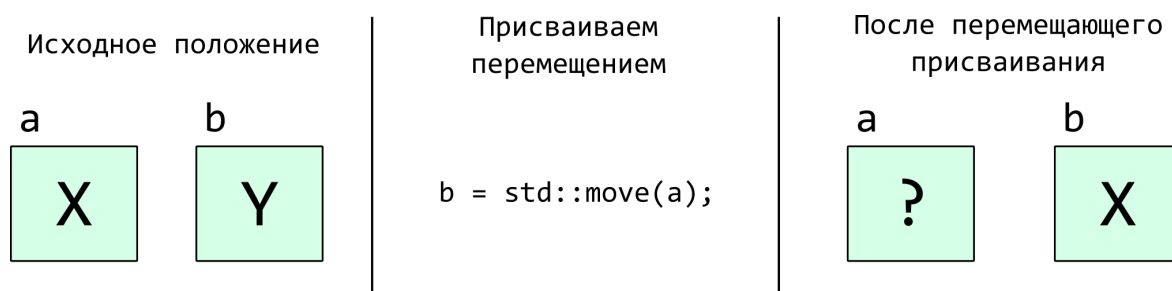 Исходное положение
a
b
X
Y
Присваиваем
перемещением
b = std::move(a);
После перемещающего
присваивания
a
b
?
X